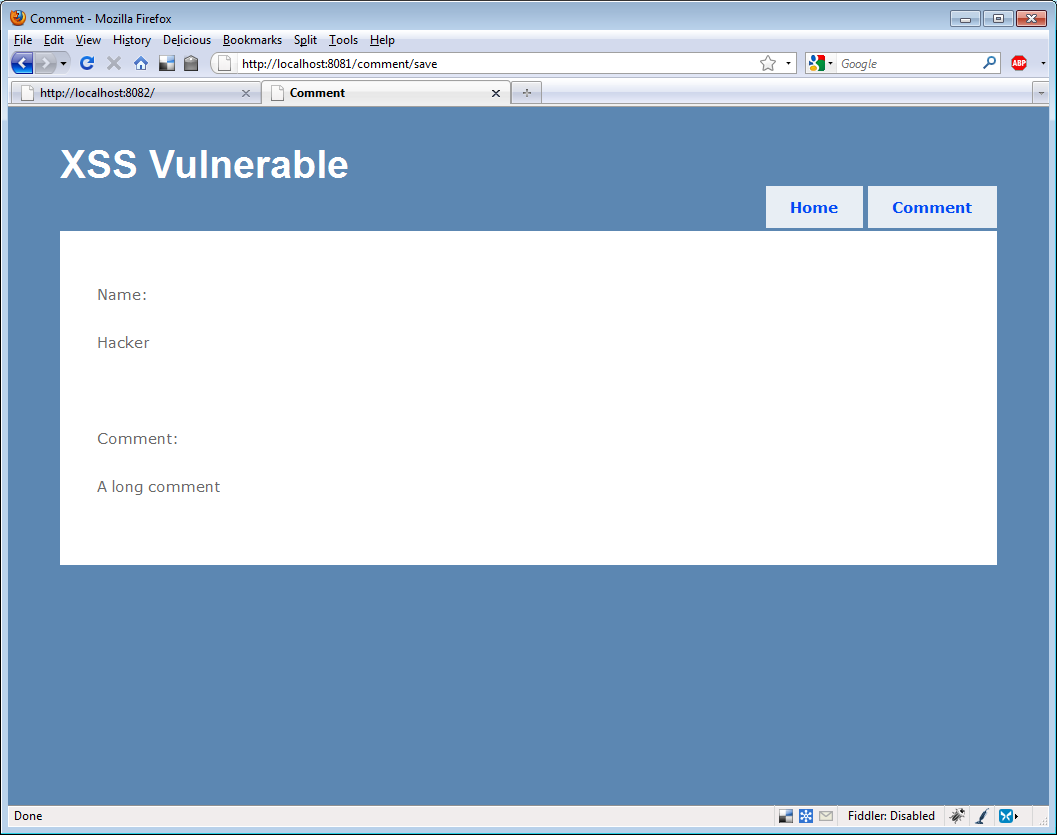 Comment - Mozilla Firefox
File Edit View History Delicious Bookmarks Split Tools Help
http://localhost:8081/comment/save Google ABP
http://localhost:8082/ Comment
XSS Vulnerable
Home Comment
Name:
Hacker
Comment:
A long comment
Done Fiddler: Disabled